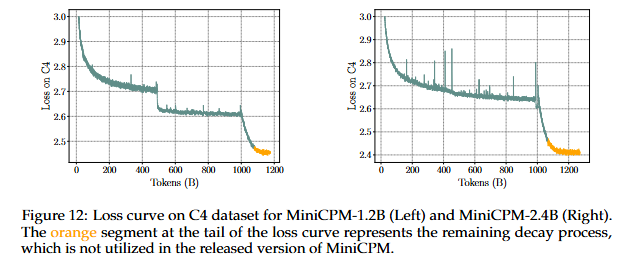 3.0
2.9
2.8
2.7
2.6
2.5
Loss on C4
0 200 400 600 800 1000 1200
Tokens (B)
3.0
2.9
2.8
2.7
2.6
2.5
2.4
Loss on C4
0 200 400 600 800 1000 1200
Tokens (B)
Figure 12: Loss curve on C4 dataset for MiniCPM-1.2B (Left) and MiniCPM-2.4B (Right).
The orange segment at the tail of the loss curve represents the remaining decay process,
which is not utilized in the released version of MiniCPM.